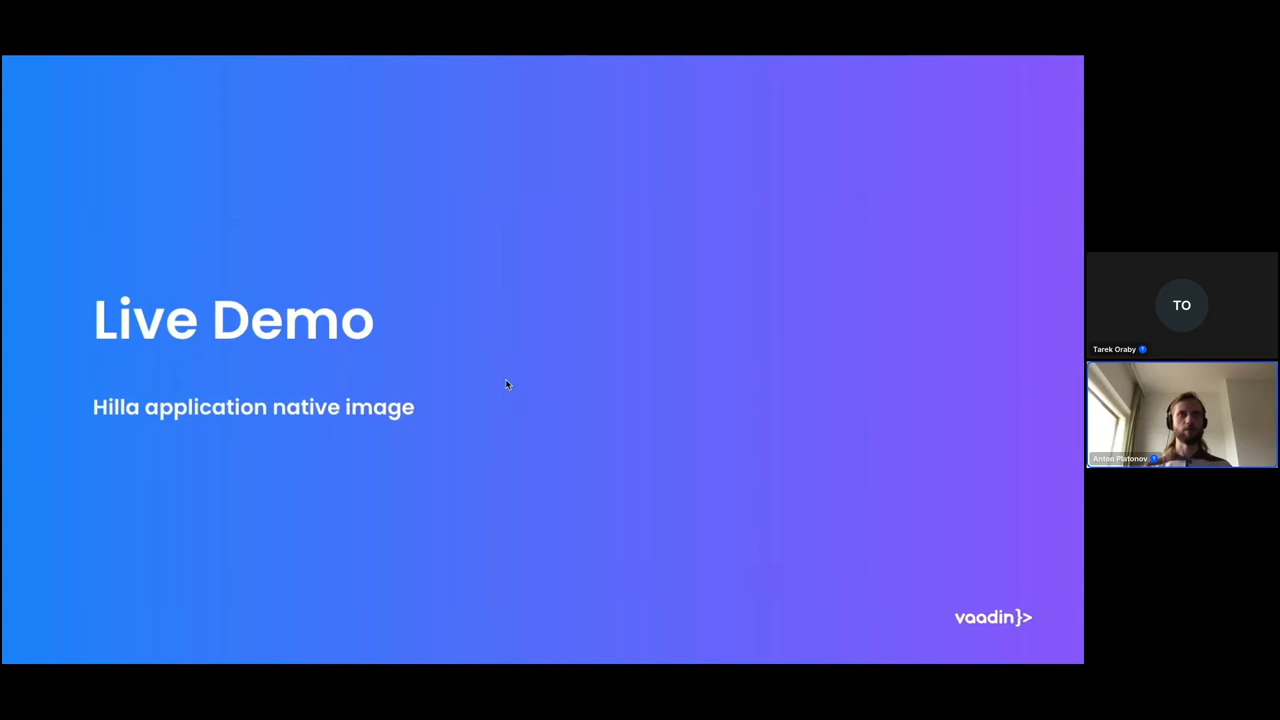 Live Demo
Hilla application native image
vaadin}>
TO
Tarek Oraby
Anton Platonov